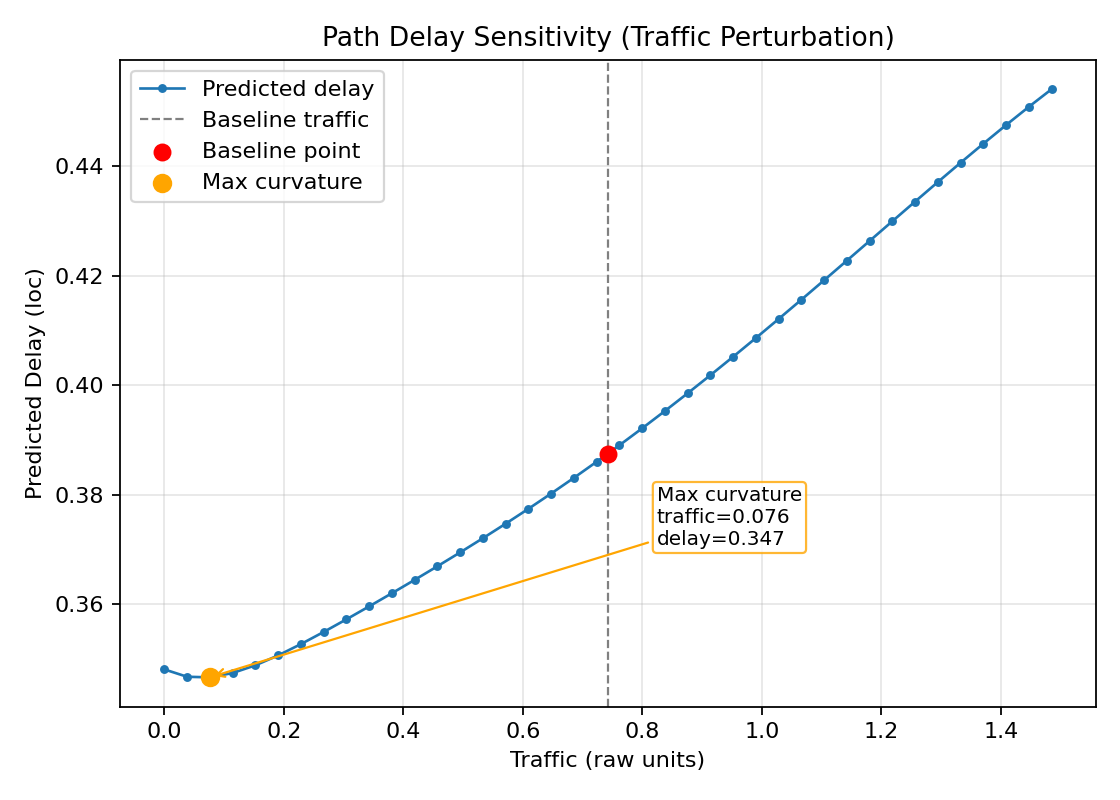 Path Delay Sensitivity (Traffic Perturbation)
Predicted delay
Baseline traffic
Baseline point
Max curvature
Predicted Delay (loc)
0.44
0.42
0.40
0.38
0.36
Max curvature
traffic=0.076
delay=0.347
0.0 0.2 0.4 0.6 0.8 1.0 1.2 1.4
Traffic (raw units)